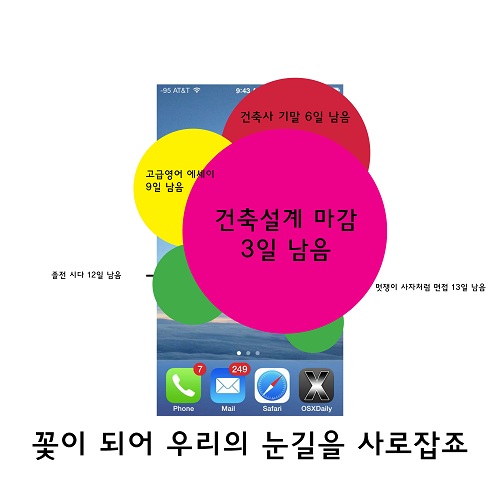 -95 AT&T
9:43
건축사 기말 6일 남음
고급영어 에세이
9일 남음
건축설계 마감
3일 남음
졸전 시다 12일 남음
멋쟁이 사자처럼 면접 13일 남음
7
249
Phone
Mail
Safari
X
OSXDaily
꽃이 되어 우리의 눈길을 사로잡죠